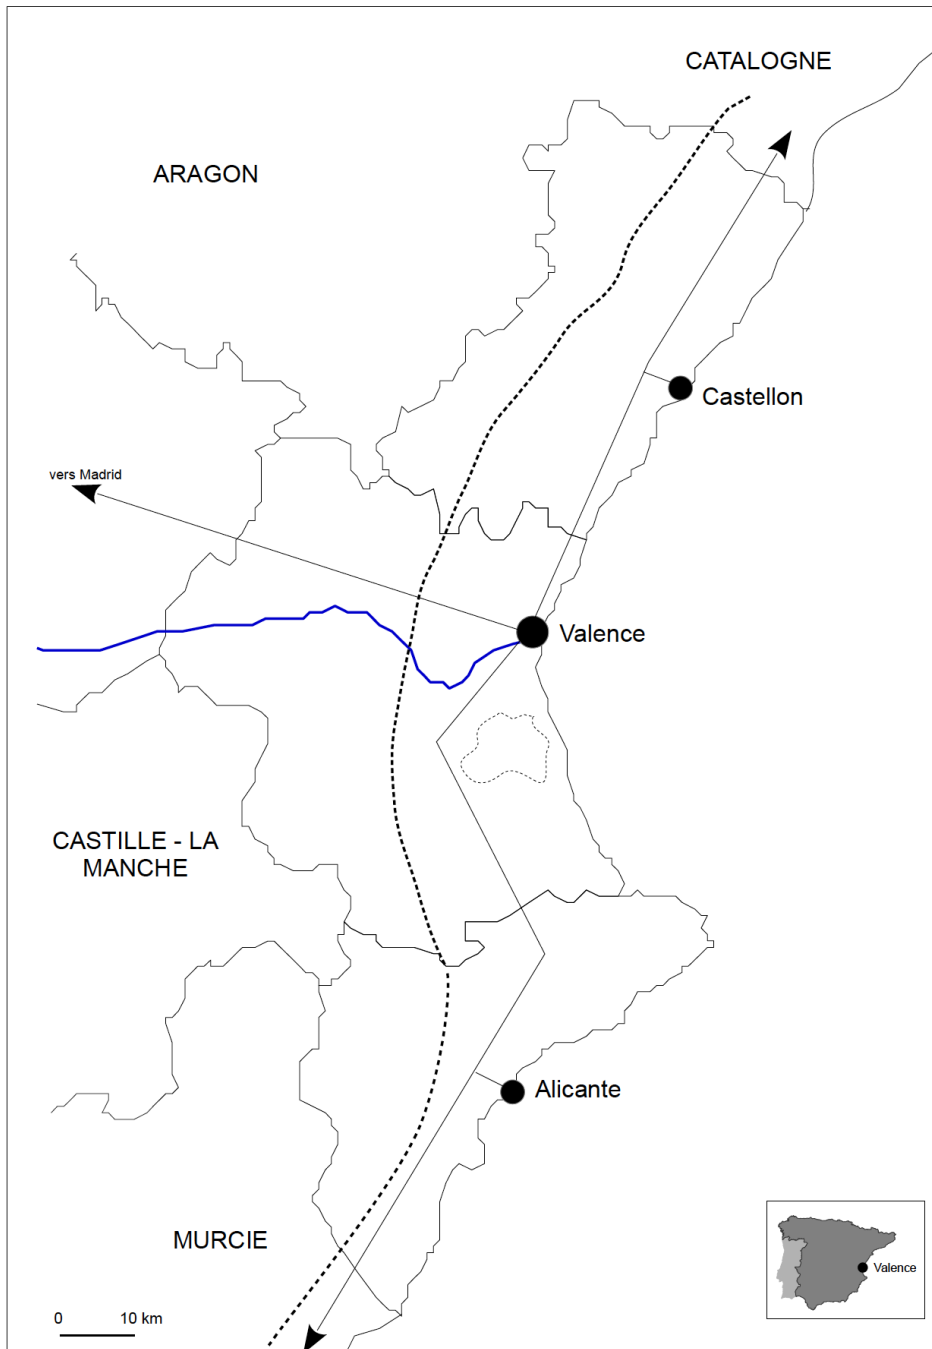 CATALOGNE
ARAGON
Castellon
vers Madrid
Valence
CASTILLE - LA
MANCHE
Alicante
MURCIE
Valence
0 10 km